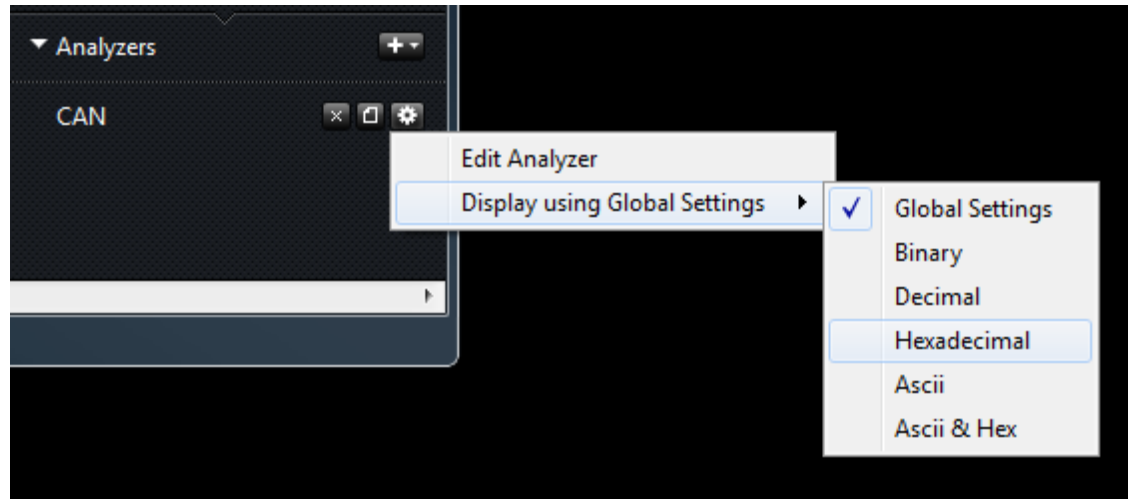 Analyzers
CAN
Edit Analyzer
Display using Global Settings
Global Settings
Binary
Decimal
Hexadecimal
Ascii
Ascii & Hex